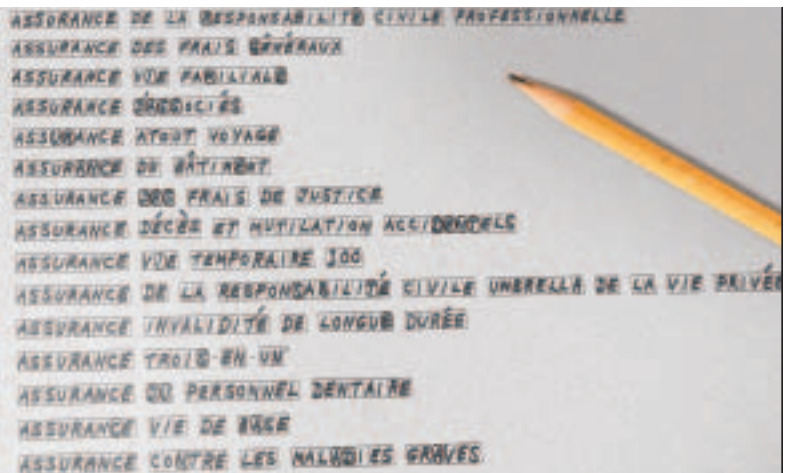 ASSURANCE DE LA RESPONSABILITÉ CIVILE PROFESSIONNELLE
ASSURANCE DES FRAIS GÉNÉRAUX
ASSURANCE VIE FAMILIALE
ASSURANCE D'ASSOCIÉS
ASSURANCE ATOUT VOYAGE
ASSURANCE DU BÂTIMENT
ASSURANCE DES FRAIS DE JUSTICE
ASSURANCE DÉCÈS ET MUTILATION ACCIDENTELS
ASSURANCE VIE TEMPORAIRE 100
ASSURANCE DE LA RESPONSABILITÉ CIVILE UMBRELLA DE LA VIE PRIVÉE
ASSURANCE INVALIDITÉ DE LONGUE DURÉE
ASSURANCE TROIS-EN-UN
ASSURANCE DU PERSONNEL DENTAIRE
ASSURANCE VIE DE BASE
ASSURANCE CONTRE LES MALADIES GRAVES